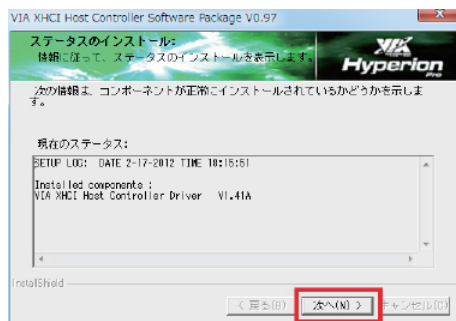 VIA XHCI Host Controller Software Package V0.97
ステータスのインストール:
情報に従って、ステータスのインストールを表示します。
VIA
Hyperion
Pro
次の情報は、コンポーネントが正常にインストールされているかどうかを示しま
す。
現在のステータス:
SETUP LOG: DATE 2-17-2012 TIME 18:15:51
Installed components :
VIA XHCI Host Controller Driver V1.41A
InstallShield
< 戻る(B)
次へ(N) >
キャンセル(C)